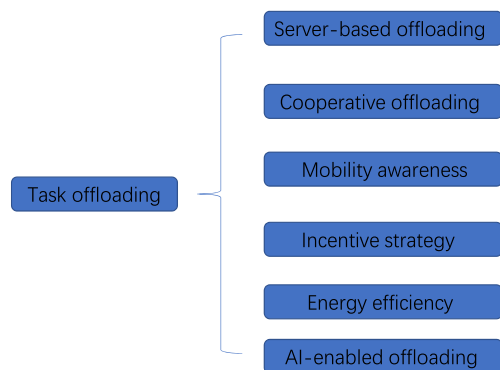 Server-based offloading
Cooperative offloading
Mobility awareness
Task offloading
Incentive strategy
Energy efficiency
AI-enabled offloading